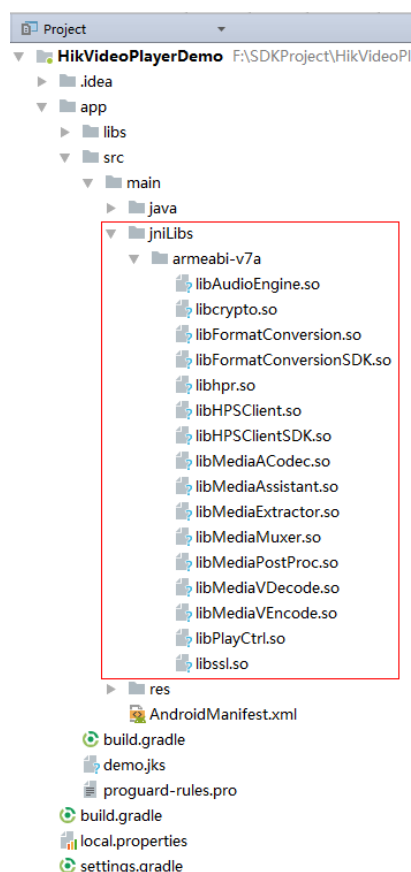 Project
HikVideoPlayerDemo F:\SDKProject\HikVideoPl
.idea
app
libs
src
main
java
jniLibs
armeabi-v7a
libAudioEngine.so
libcrypto.so
libFormatConversion.so
libFormatConversionSDK.so
libhpr.so
libHPSClient.so
libHPSClientSDK.so
libMediaACodec.so
libMediaAssistant.so
libMediaExtractor.so
libMediaMuxer.so
libMediaPostProc.so
libMediaVDecode.so
libMediaVEncode.so
libPlayCtrl.so
libssl.so
res
AndroidManifest.xml
build.gradle
demo.jks
proguard-rules.pro
build.gradle
local.properties
settings.gradle